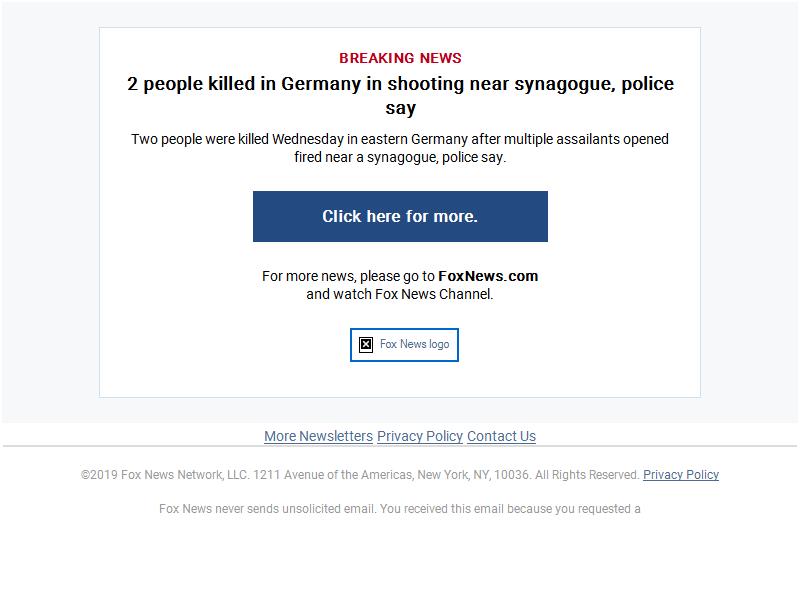 BREAKING NEWS
2 people killed in Germany in shooting near synagogue, police
say
Two people were killed Wednesday in eastern Germany after multiple assailants opened
fired near a synagogue, police say.
Click here for more.
For more news, please go to FoxNews.com
and watch Fox News Channel.
Fox News logo
More Newsletters Privacy Policy Contact Us
©2019 Fox News Network, LLC. 1211 Avenue of the Americas, New York, NY, 10036. All Rights Reserved. Privacy Policy
Fox News never sends unsolicited email. You received this email because you requested a